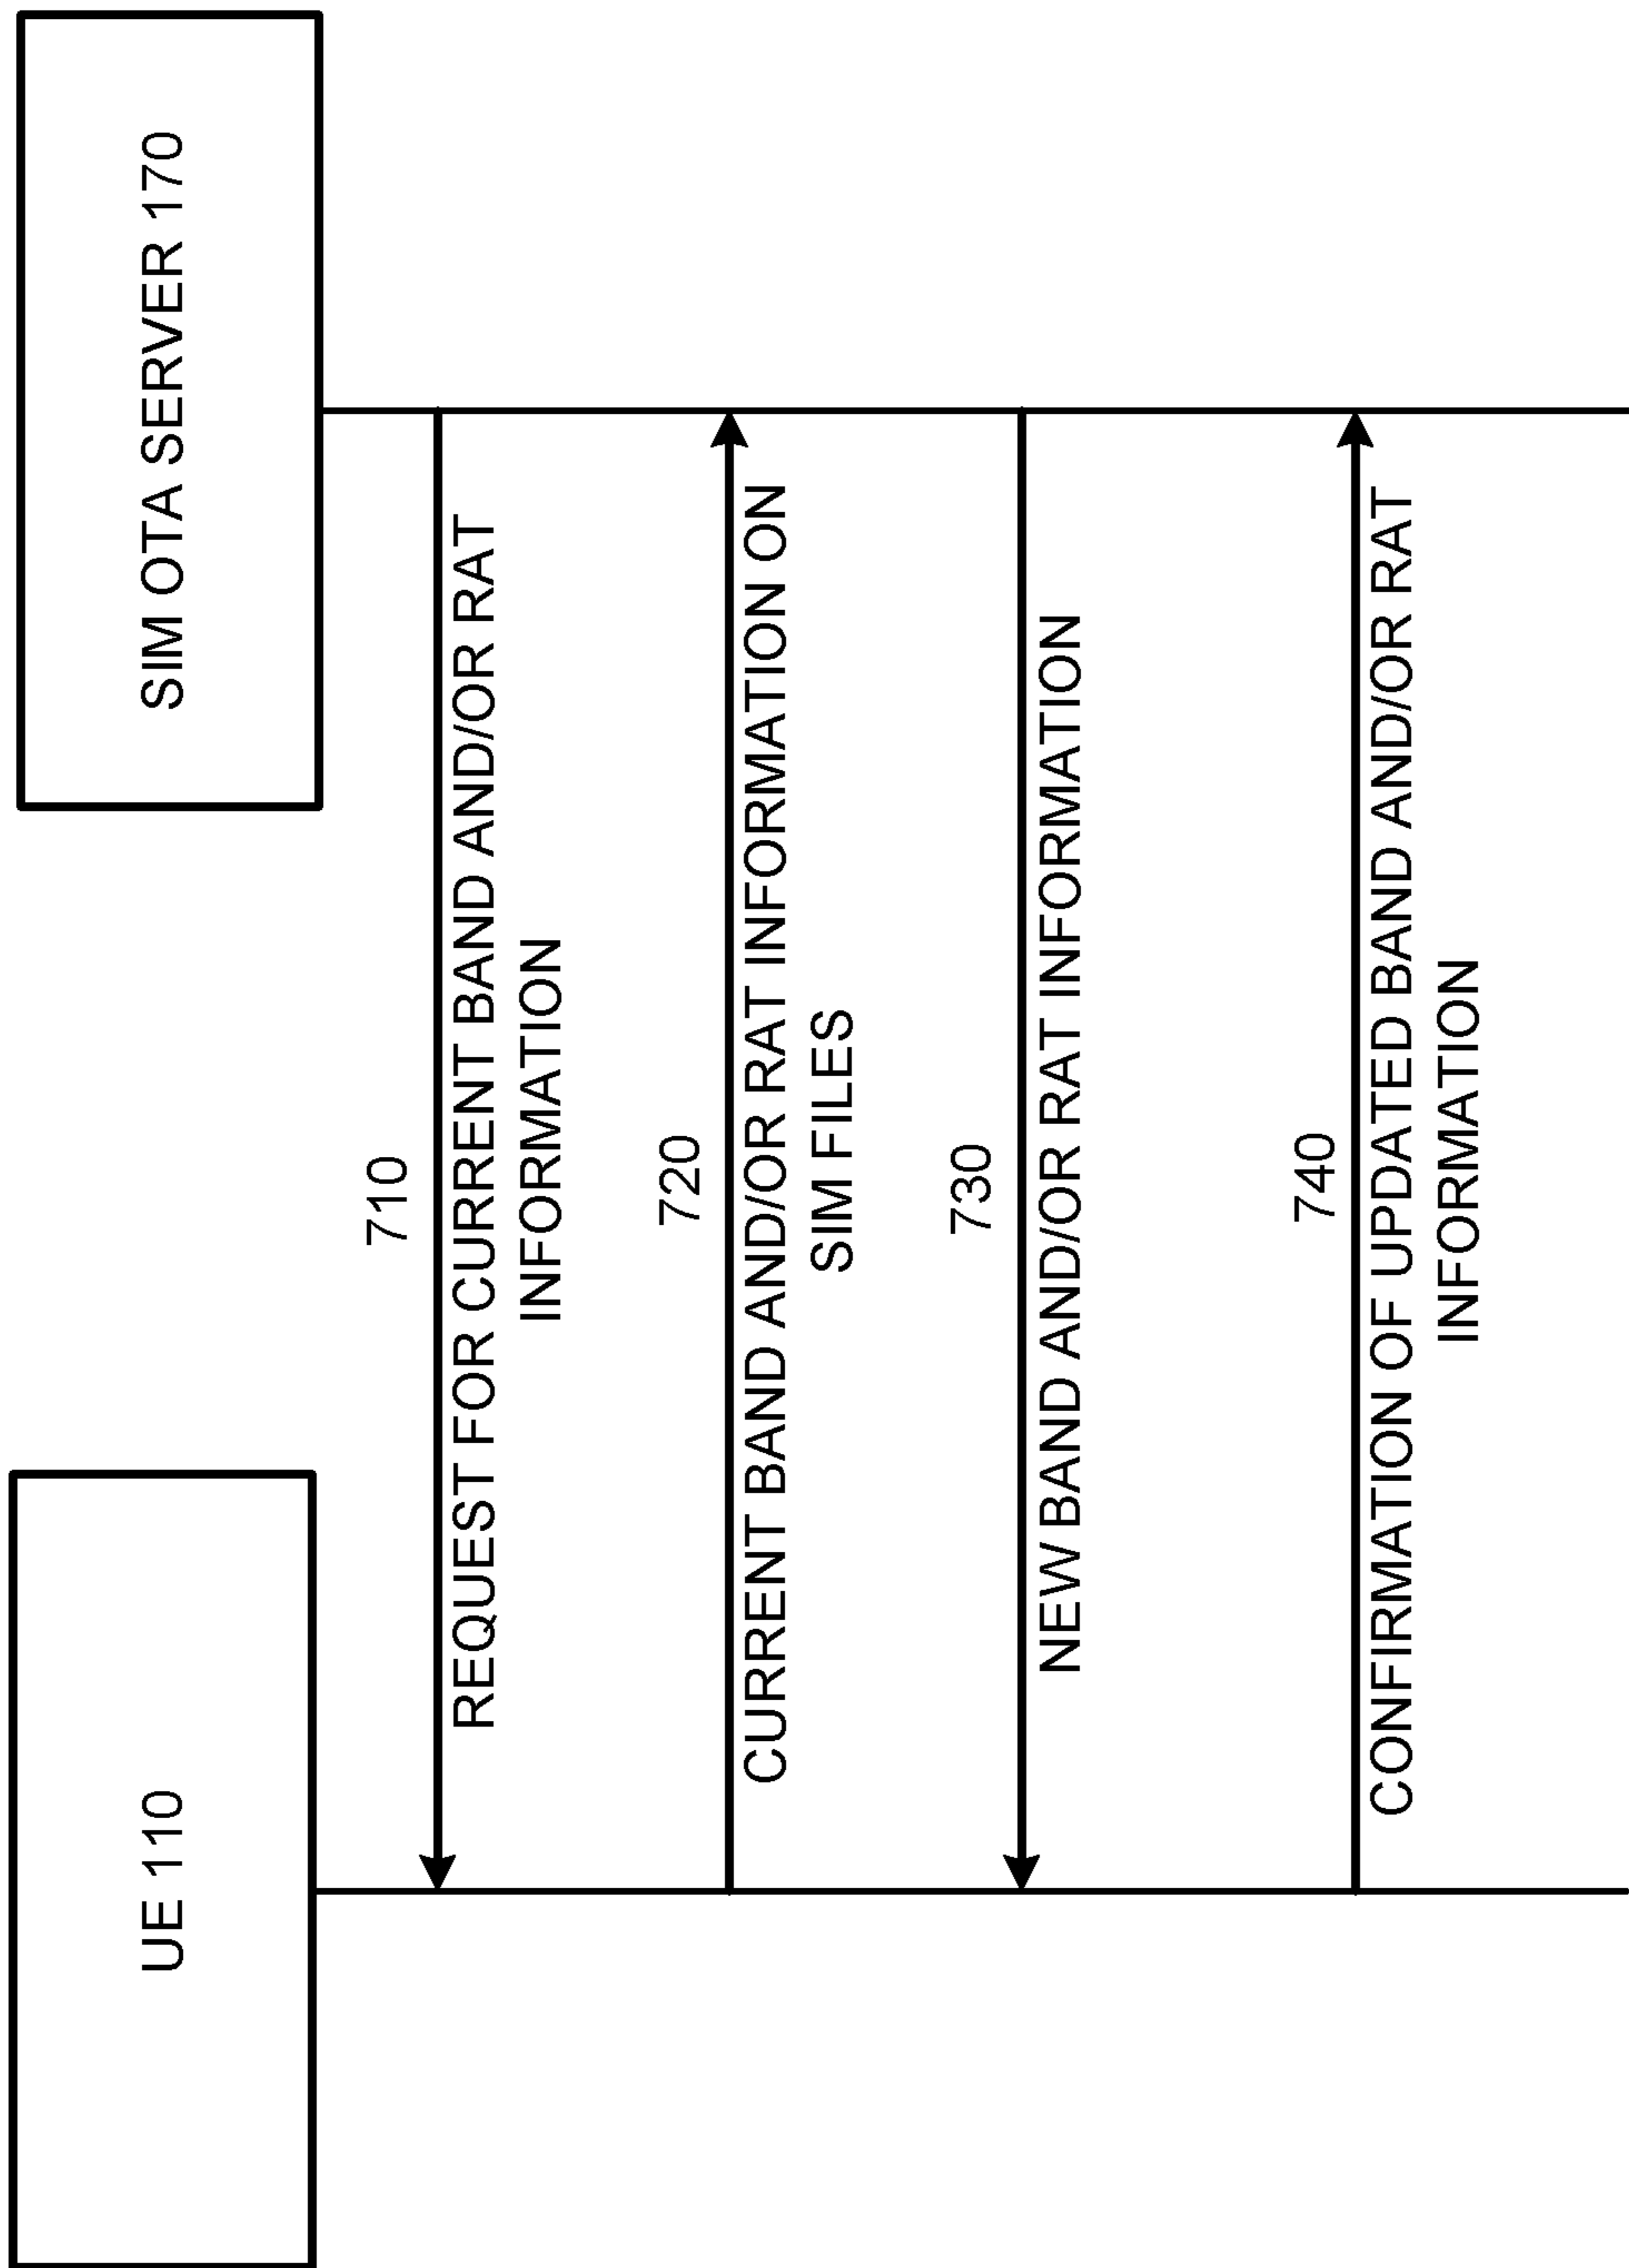 UE 110
SIM OTA SERVER 170
710
REQUEST FOR CURRENT BAND AND/OR RAT
INFORMATION
720
CURRENT BAND AND/OR RAT INFORMATION ON
SIM FILES
730
NEW BAND AND/OR RAT INFORMATION
740
CONFIRMATION OF UPDATED BAND AND/OR RAT
INFORMATION